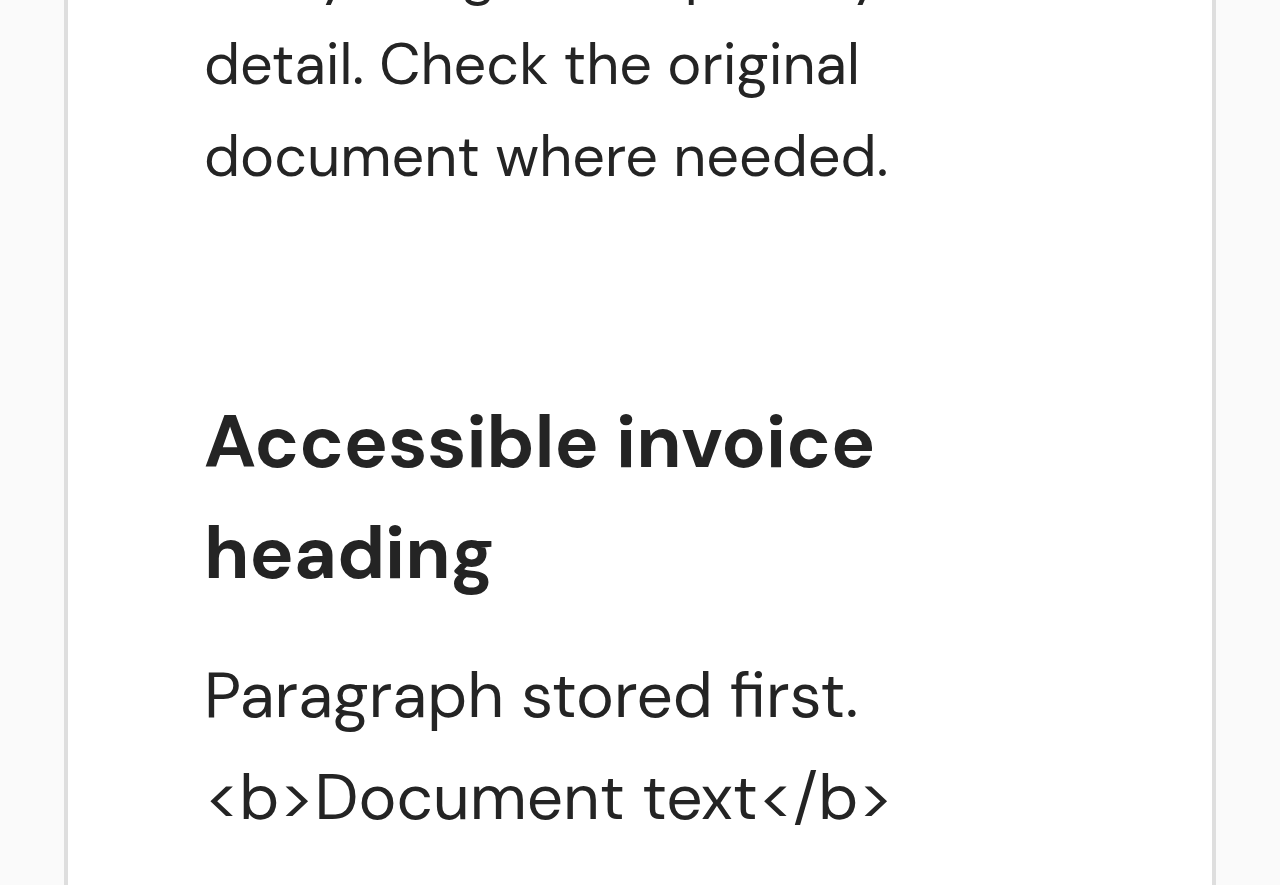 detail. Check the original
document where needed.
Accessible invoice
heading
Paragraph stored first.
<b>Document text</b>